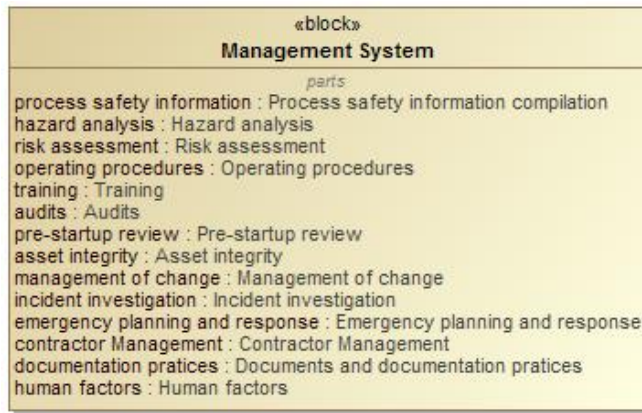 «block»
Management System
parts
process safety information : Process safety information compilation
hazard analysis : Hazard analysis
risk assessment : Risk assessment
operating procedures : Operating procedures
training : Training
audits : Audits
pre-startup review : Pre-startup review
asset integrity : Asset integrity
management of change : Management of change
incident investigation : Incident investigation
emergency planning and response : Emergency planning and response
contractor Management : Contractor Management
documentation pratices : Documents and documentation pratices
human factors : Human factors